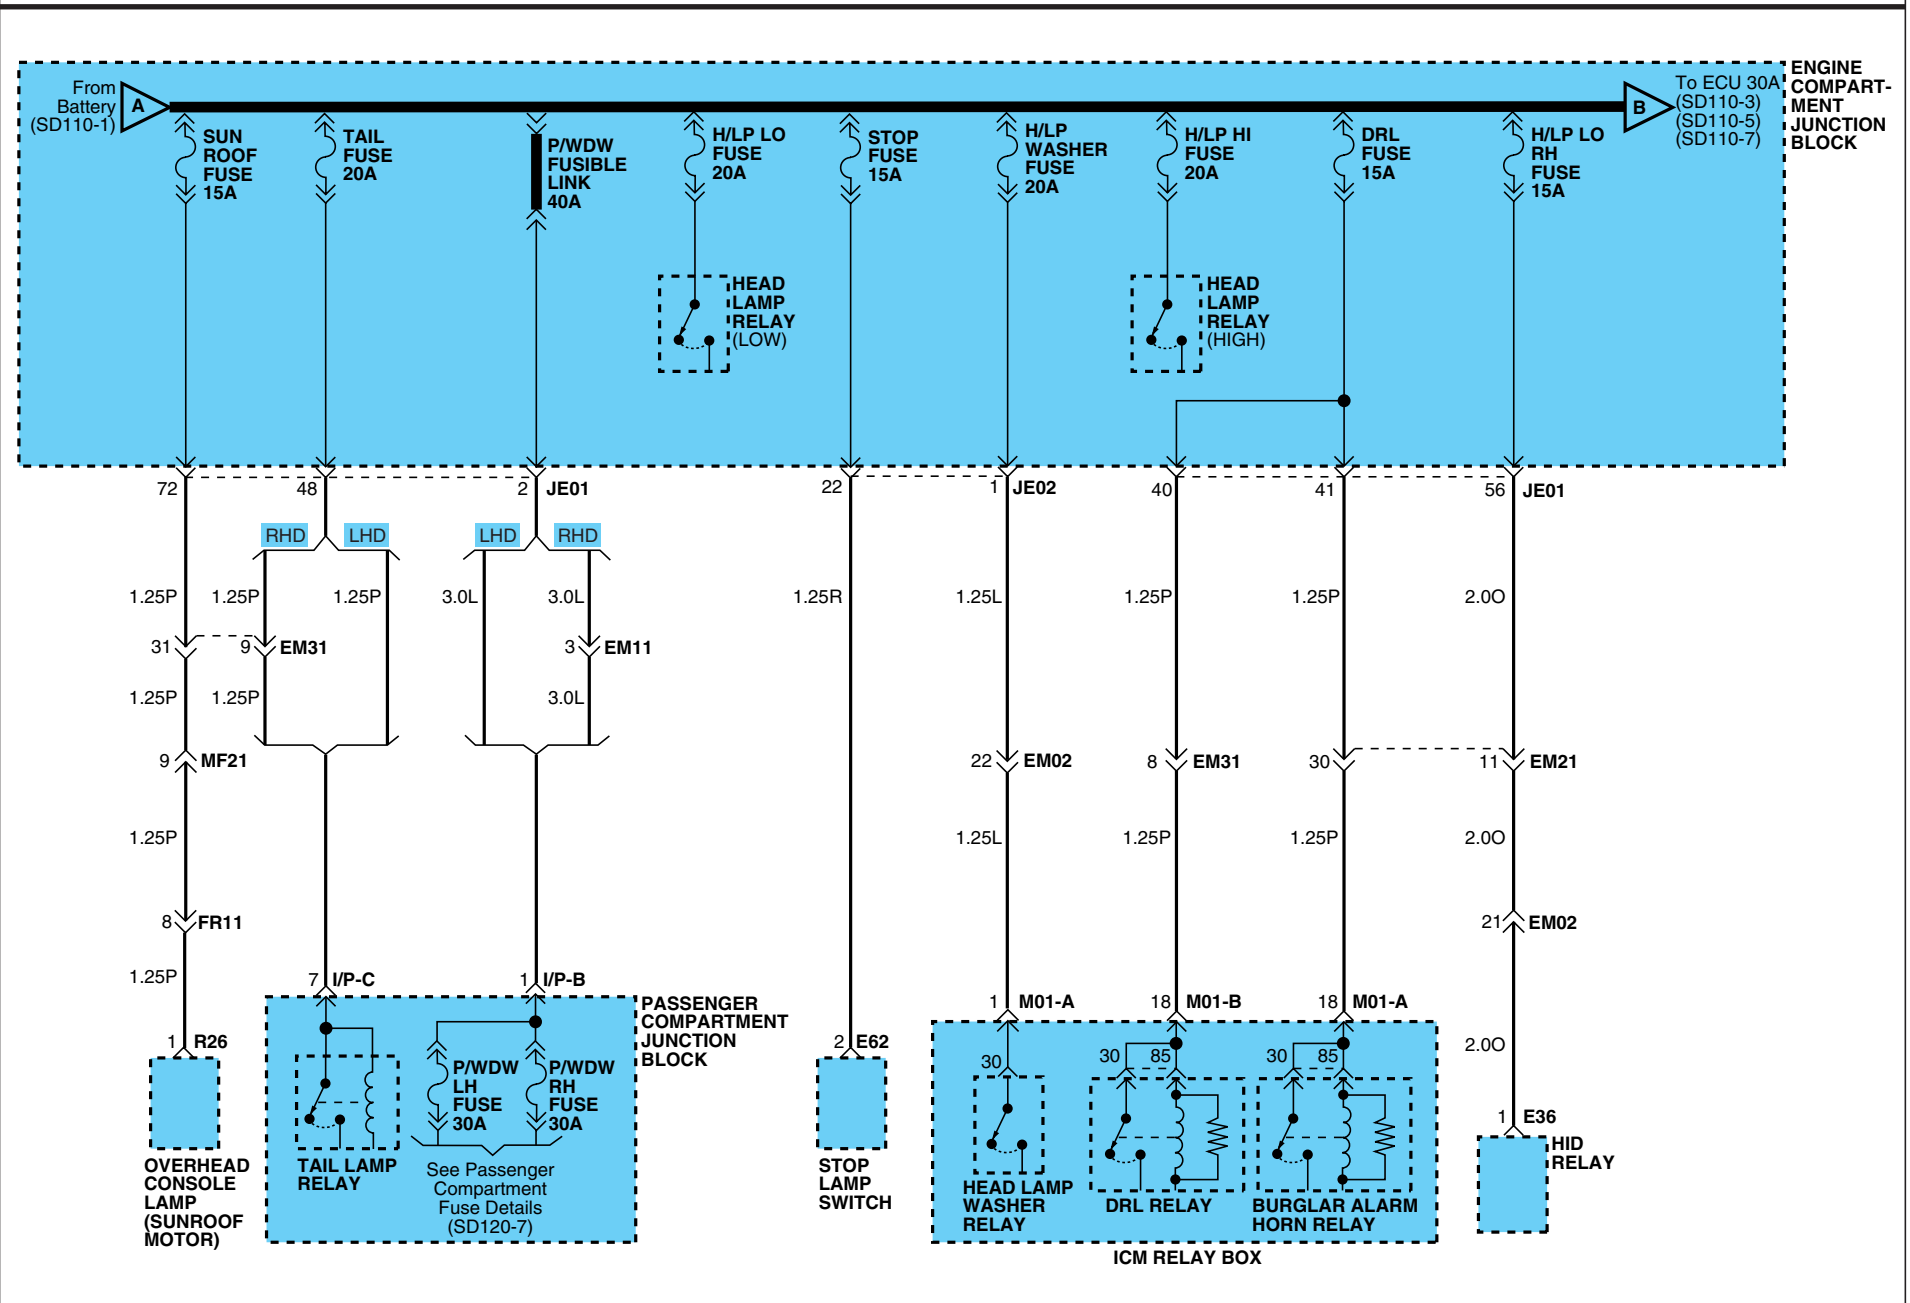 From
Battery
(SD110-1)
A
B
To ECU 30A
(SD110-3)
(SD110-5)
(SD110-7)
ENGINE
COMPART-
MENT
JUNCTION
BLOCK
SUN
ROOF
FUSE
15A
TAIL
FUSE
20A
P/WDW
FUSIBLE
LINK
40A
H/LP LO
FUSE
20A
STOP
FUSE
15A
H/LP
WASHER
FUSE
20A
H/LP HI
FUSE
20A
DRL
FUSE
15A
H/LP LO
RH
FUSE
15A
HEAD
LAMP
RELAY
(LOW)
HEAD
LAMP
RELAY
(HIGH)
72
48
2
JE01
22
1
JE02
40
41
56
JE01
RHD
LHD
LHD
RHD
1.25P
1.25P
1.25P
3.0L
3.0L
1.25R
1.25L
1.25P
1.25P
2.0O
31
9
EM31
3
EM11
1.25P
1.25P
3.0L
9
MF21
22
EM02
8
EM31
30
11
EM21
1.25P
1.25L
1.25P
1.25P
2.0O
8
FR11
21
EM02
1.25P
7
I/P-C
1
I/P-B
1
M01-A
18
M01-B
18
M01-A
PASSENGER
COMPARTMENT
JUNCTION
BLOCK
1
R26
2
E62
30
30
85
30
85
2.0O
P/WDW
LH
FUSE
30A
P/WDW
RH
FUSE
30A
1
E36
HID
RELAY
OVERHEAD
CONSOLE
LAMP
(SUNROOF
MOTOR)
TAIL LAMP
RELAY
See Passenger
Compartment
Fuse Details
(SD120-7)
STOP
LAMP
SWITCH
HEAD LAMP
WASHER
RELAY
DRL RELAY
BURGLAR ALARM
HORN RELAY
ICM RELAY BOX